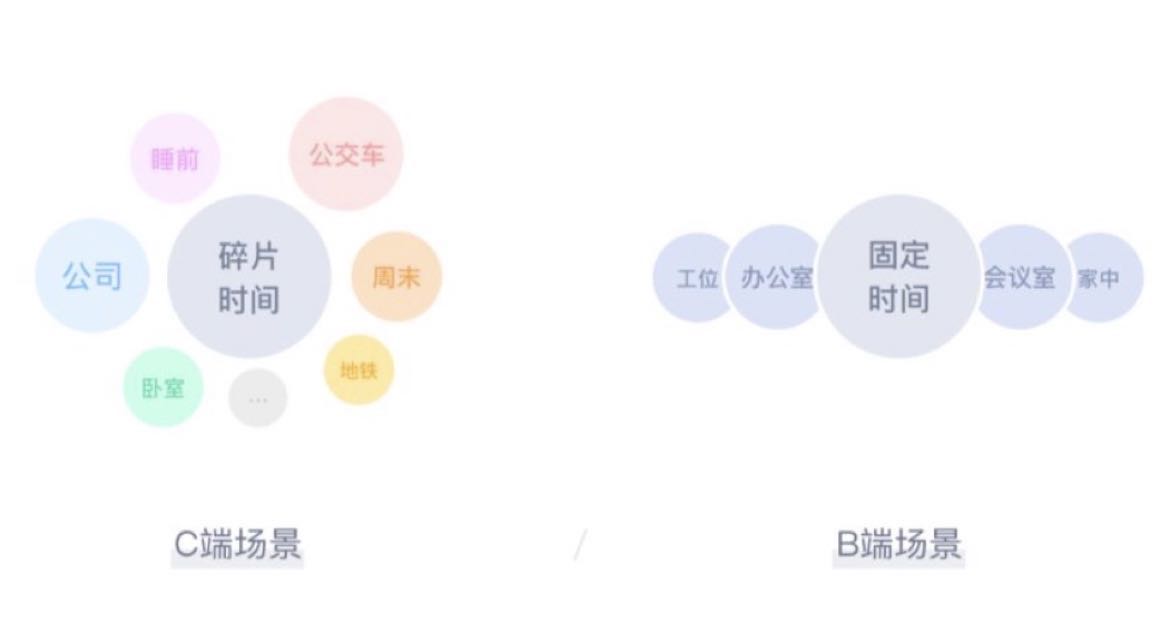 睡前
公交车
公司
碎片
时间
周末
卧室
...
地铁
工位
办公室
固定
时间
会议室
家中
C端场景
/
B端场景